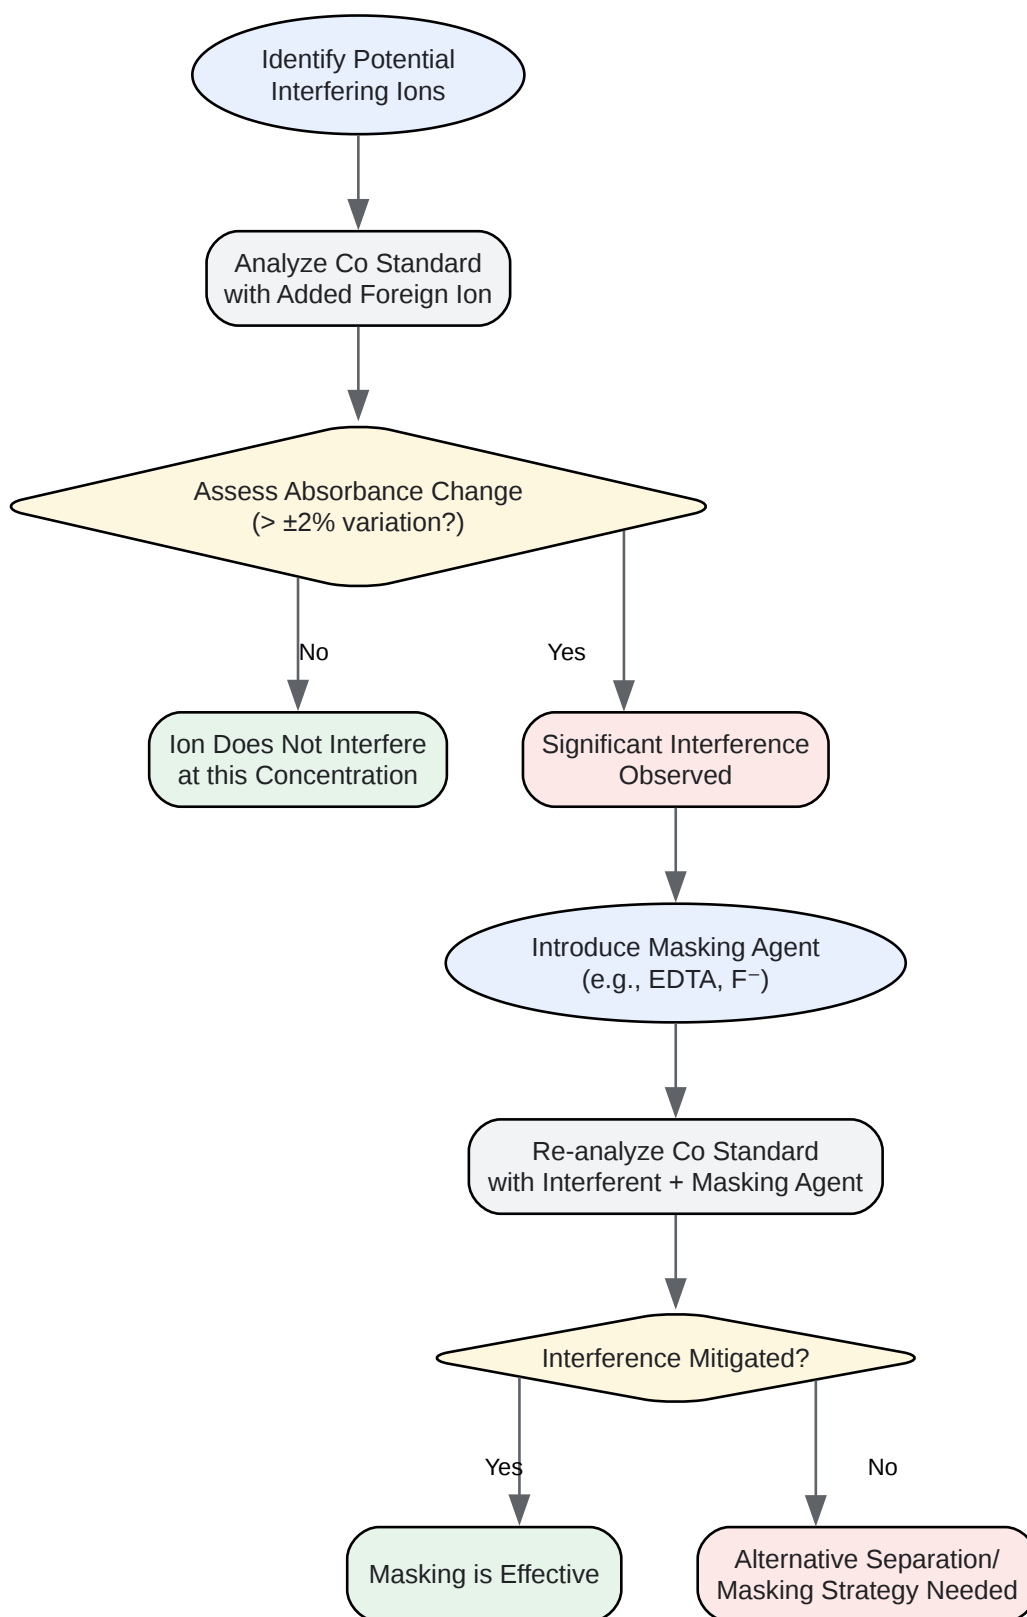 Identify Potential
Interfering Ions
Analyze Co Standard
with Added Foreign Ion
Assess Absorbance Change
(> ±2% variation?)
No
Yes
Ion Does Not Interfere
at this Concentration
Significant Interference
Observed
Introduce Masking Agent
(e.g., EDTA, F⁻)
Re-analyze Co Standard
with Interferent + Masking Agent
Interference Mitigated?
Yes
No
Masking is Effective
Alternative Separation/
Masking Strategy Needed